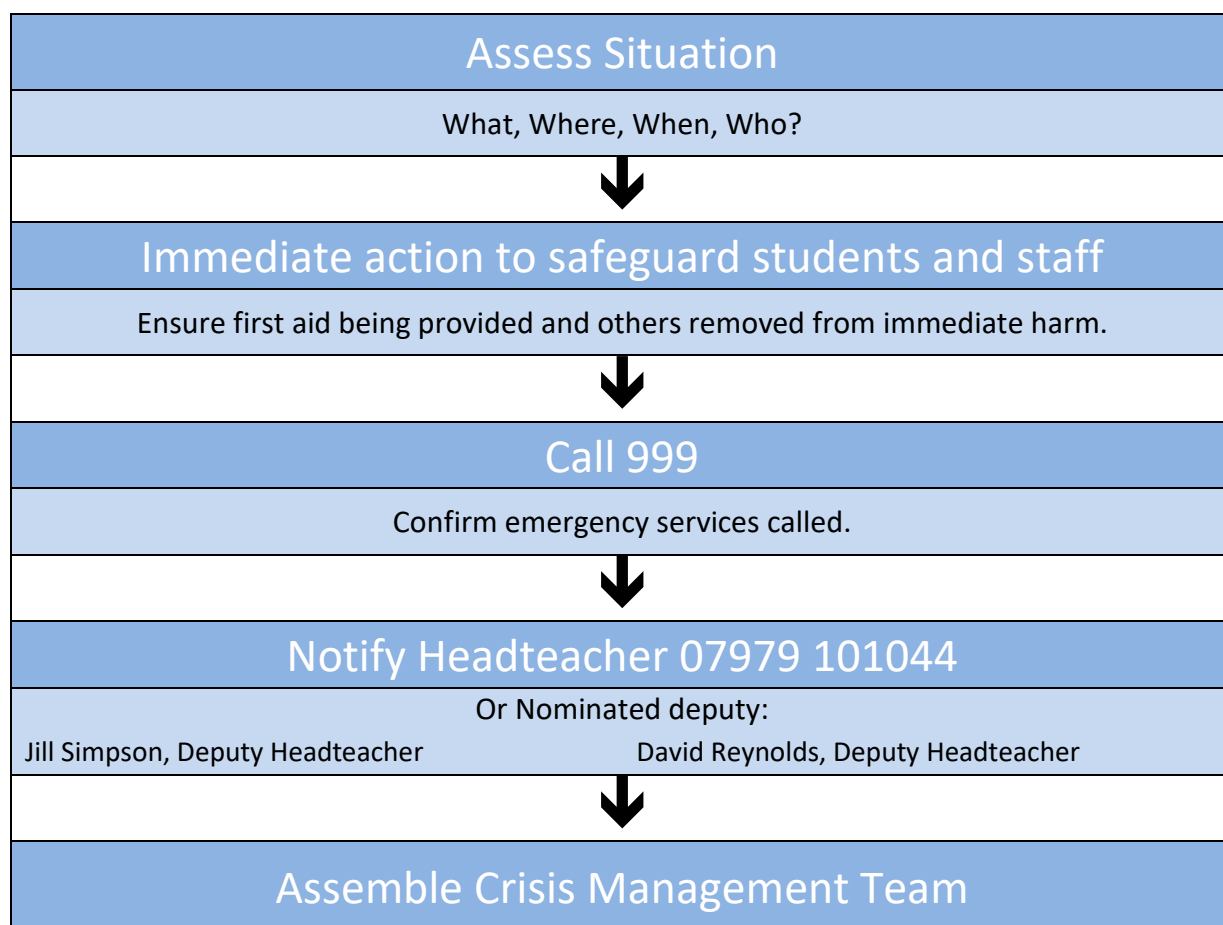 Assess Situation
What, Where, When, Who?
Immediate action to safeguard students and staff
Ensure first aid being provided and others removed from immediate harm.
Call 999
Confirm emergency services called.
Notify Headteacher 07979 101044
Or Nominated deputy:
Jill Simpson, Deputy Headteacher David Reynolds, Deputy Headteacher
Assemble Crisis Management Team